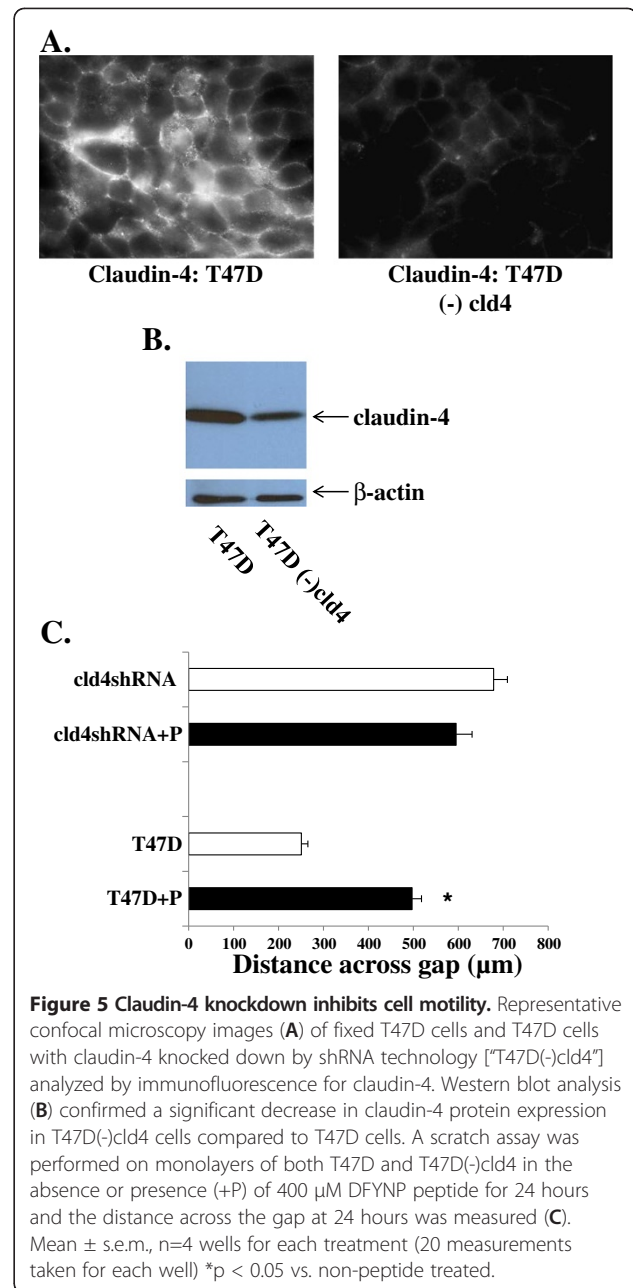 A.
Claudin-4: T47D
Claudin-4: T47D
(-) cld4
B.
claudin-4
β-actin
T47D
T47D (-)cld4
C.
cld4shRNA
cld4shRNA+P
T47D
T47D+P
*
0 100 200 300 400 500 600 700 800
Distance across gap (µm)
Figure 5 Claudin-4 knockdown inhibits cell motility. Representative
confocal microscopy images (A) of fixed T47D cells and T47D cells
with claudin-4 knocked down by shRNA technology ["T47D(-)cld4"]
analyzed by immunofluorescence for claudin-4. Western blot analysis
(B) confirmed a significant decrease in claudin-4 protein expression
in T47D(-)cld4 cells compared to T47D cells. A scratch assay was
performed on monolayers of both T47D and T47D(-)cld4 in the
absence or presence (+P) of 400 µM DFYNP peptide for 24 hours
and the distance across the gap at 24 hours was measured (C).
Mean ± s.e.m., n=4 wells for each treatment (20 measurements
taken for each well) *p < 0.05 vs. non-peptide treated.